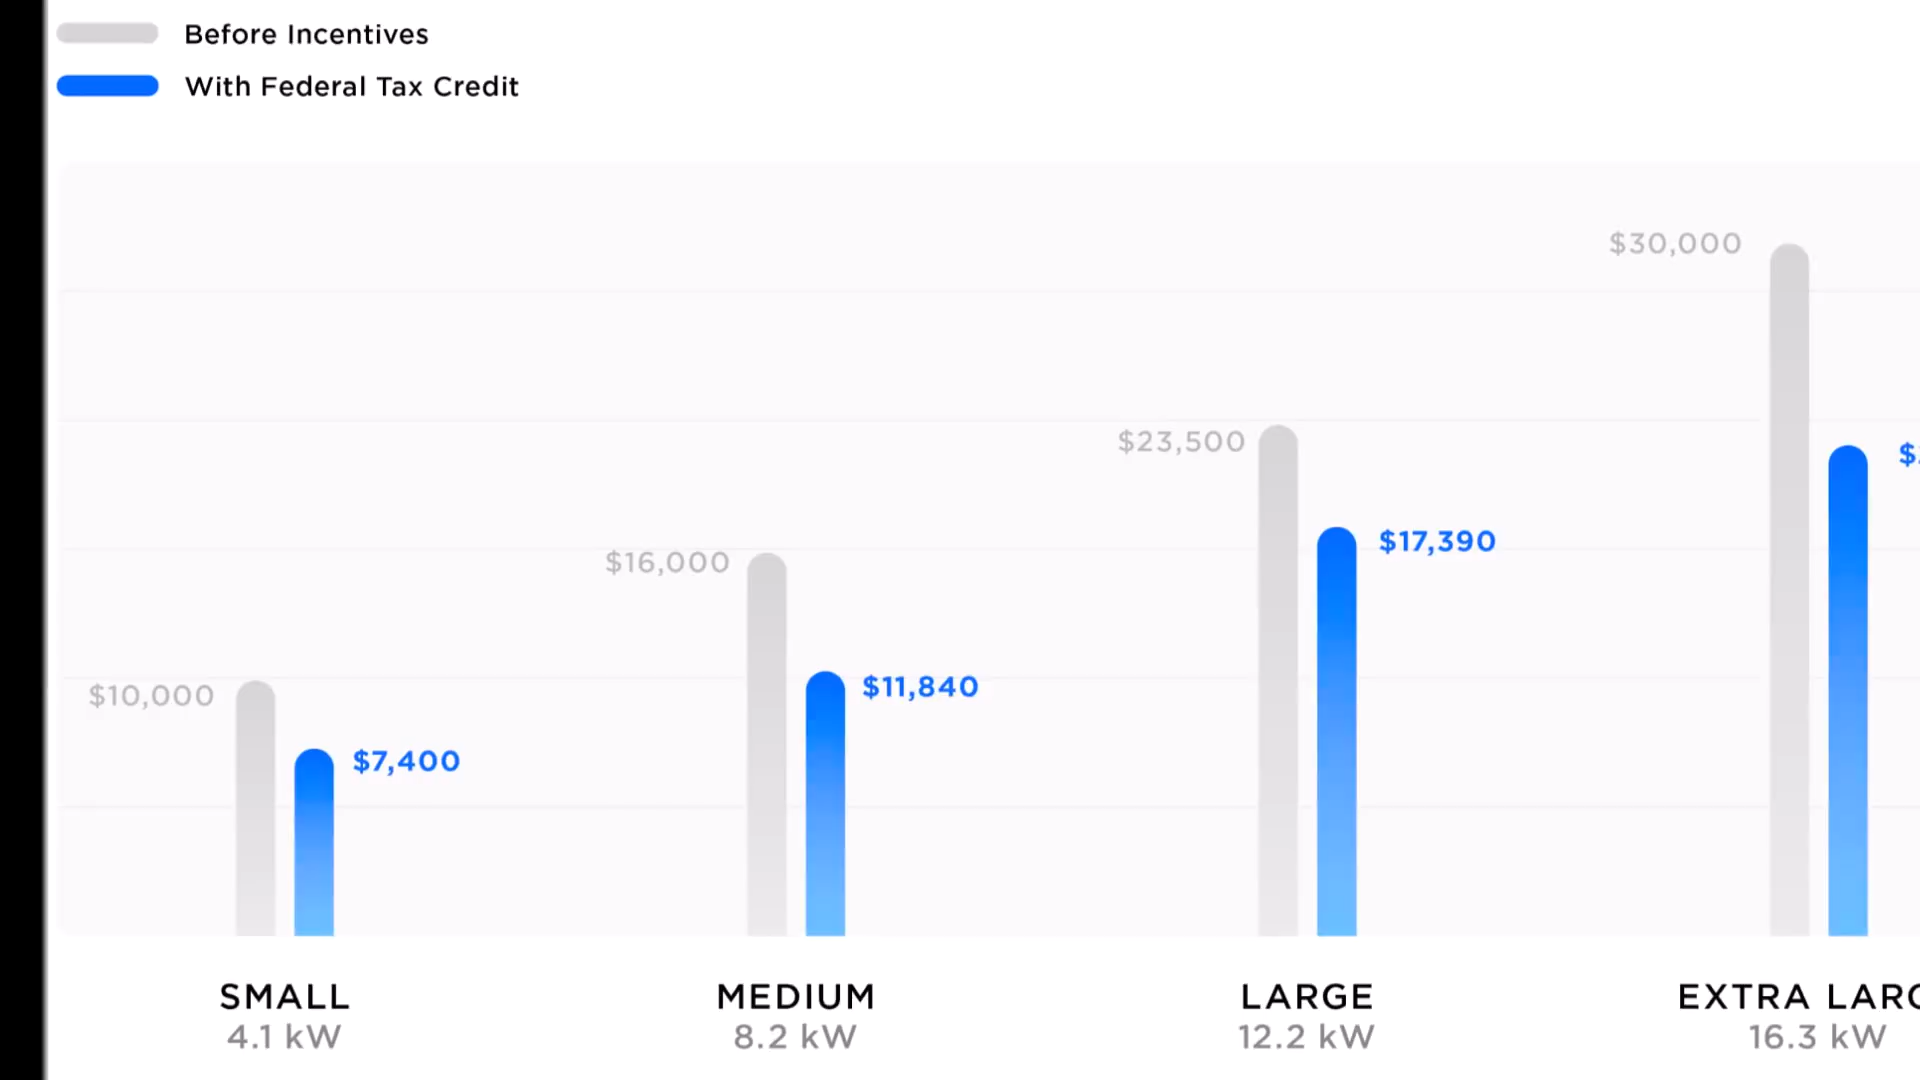 Before Incentives
With Federal Tax Credit
$30,000
$23,500
$17,390
$16,000
$11,840
$10,000
$7,400
SMALL
4.1 kW
MEDIUM
8.2 kW
LARGE
12.2 kW
EXTRA
16.3 kW